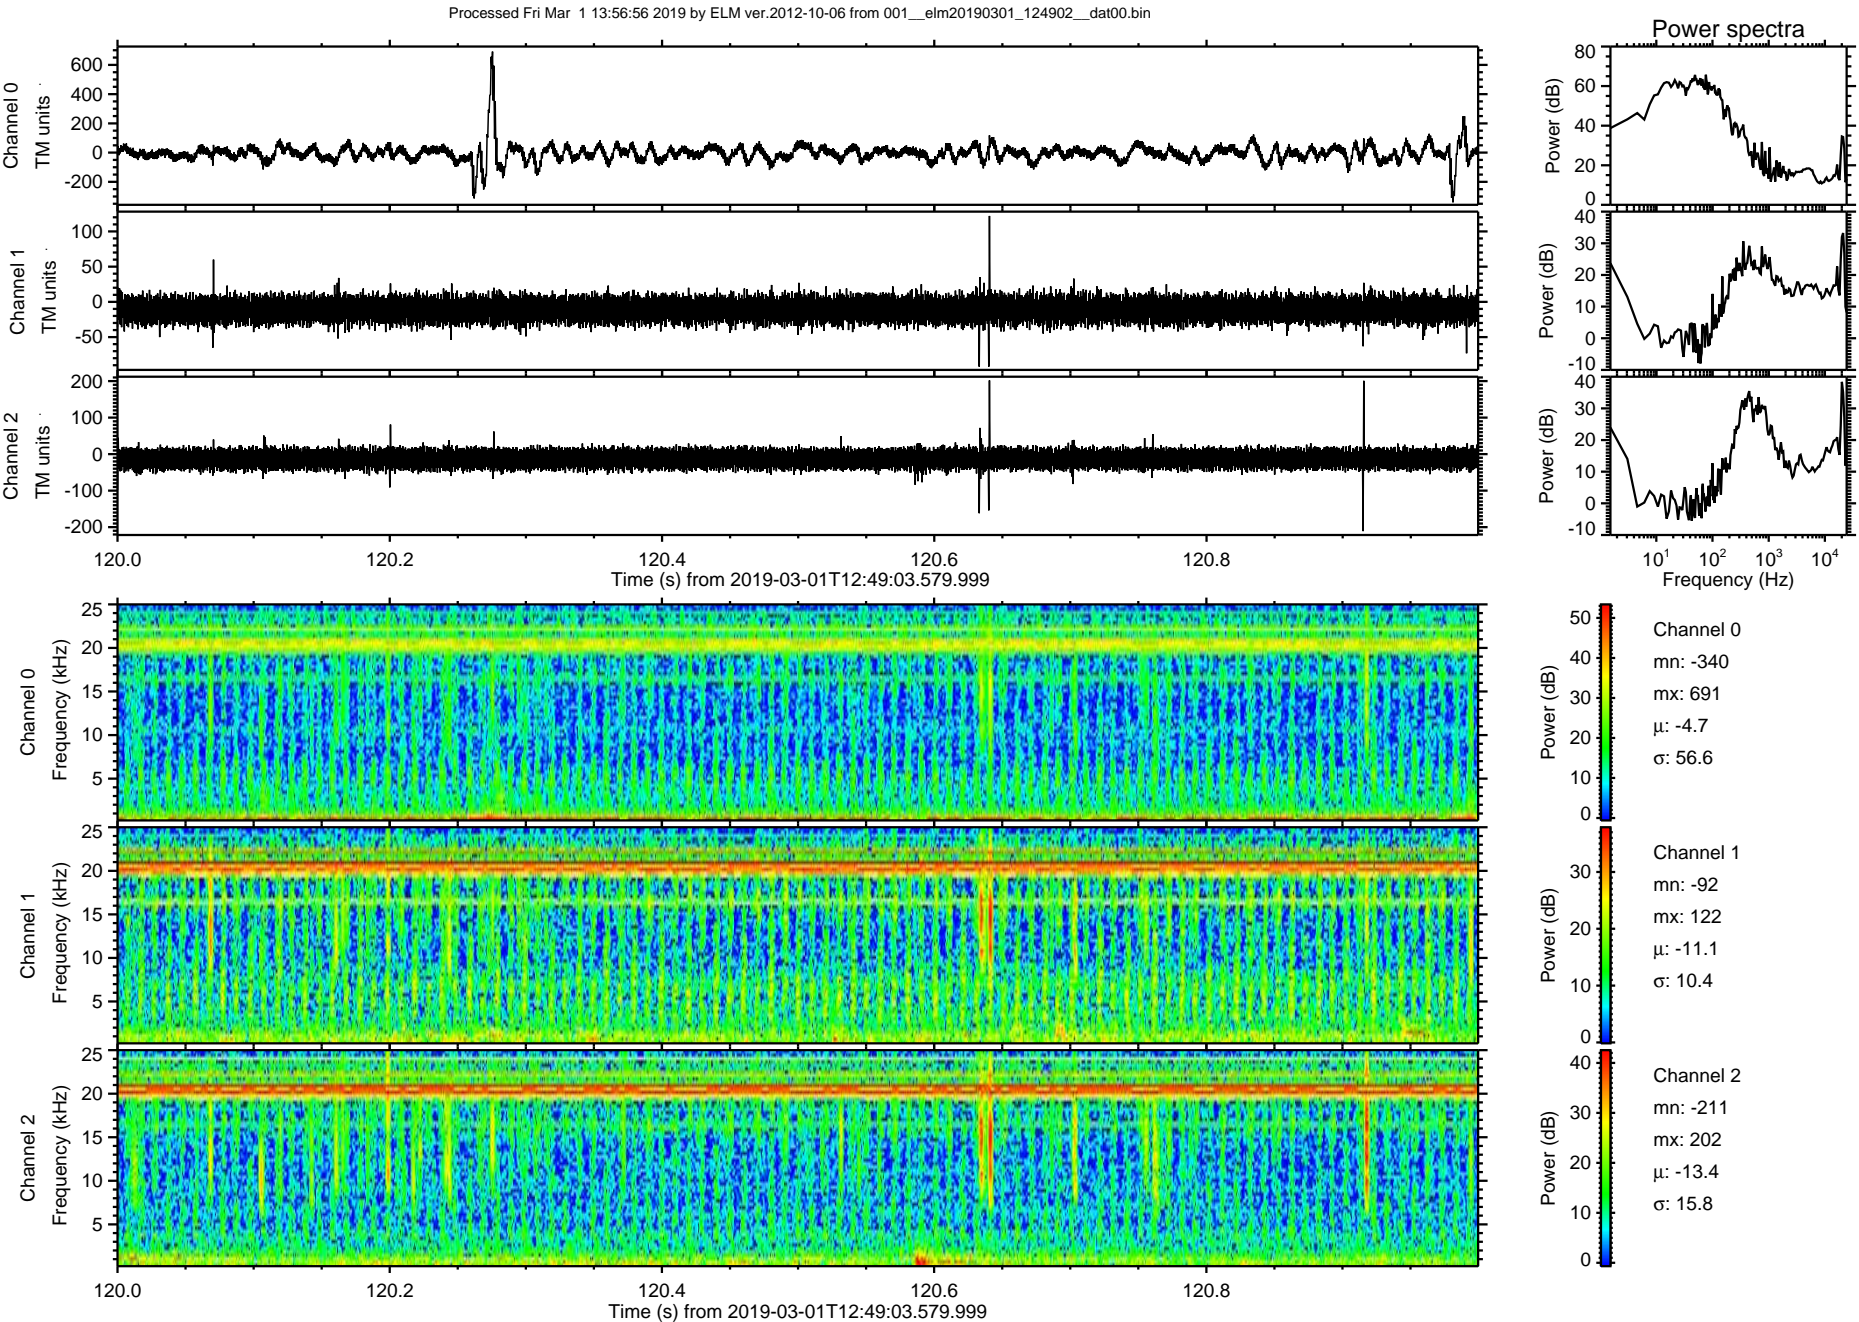 Processed Fri Mar  1 13:56:56 2019 by ELM ver.2012-10-06 from 001__elm20190301_124902__dat00.bin
Power spectra
Channel 0
TM units
600
400
200
0
-200
Power (dB)
80
60
40
20
0
Channel 1
TM units
100
50
0
-50
Power (dB)
40
30
20
10
0
-10
Channel 2
TM units
200
100
0
-100
-200
Power (dB)
40
30
20
10
0
-10
120.0 120.2 120.4 120.6 120.8
Time (s) from 2019-03-01T12:49:03.579.999
10¹ 10² 10³ 10⁴
Frequency (Hz)
Channel 0
Frequency (kHz)
25
20
15
10
5
Power (dB)
50
40
30
20
10
0
Channel 0
mn: -340
mx: 691
μ: -4.7
σ: 56.6
Channel 1
Frequency (kHz)
25
20
15
10
5
Power (dB)
30
20
10
0
Channel 1
mn: -92
mx: 122
μ: -11.1
σ: 10.4
Channel 2
Frequency (kHz)
25
20
15
10
5
Power (dB)
40
30
20
10
0
Channel 2
mn: -211
mx: 202
μ: -13.4
σ: 15.8
120.0 120.2 120.4 120.6 120.8
Time (s) from 2019-03-01T12:49:03.579.999